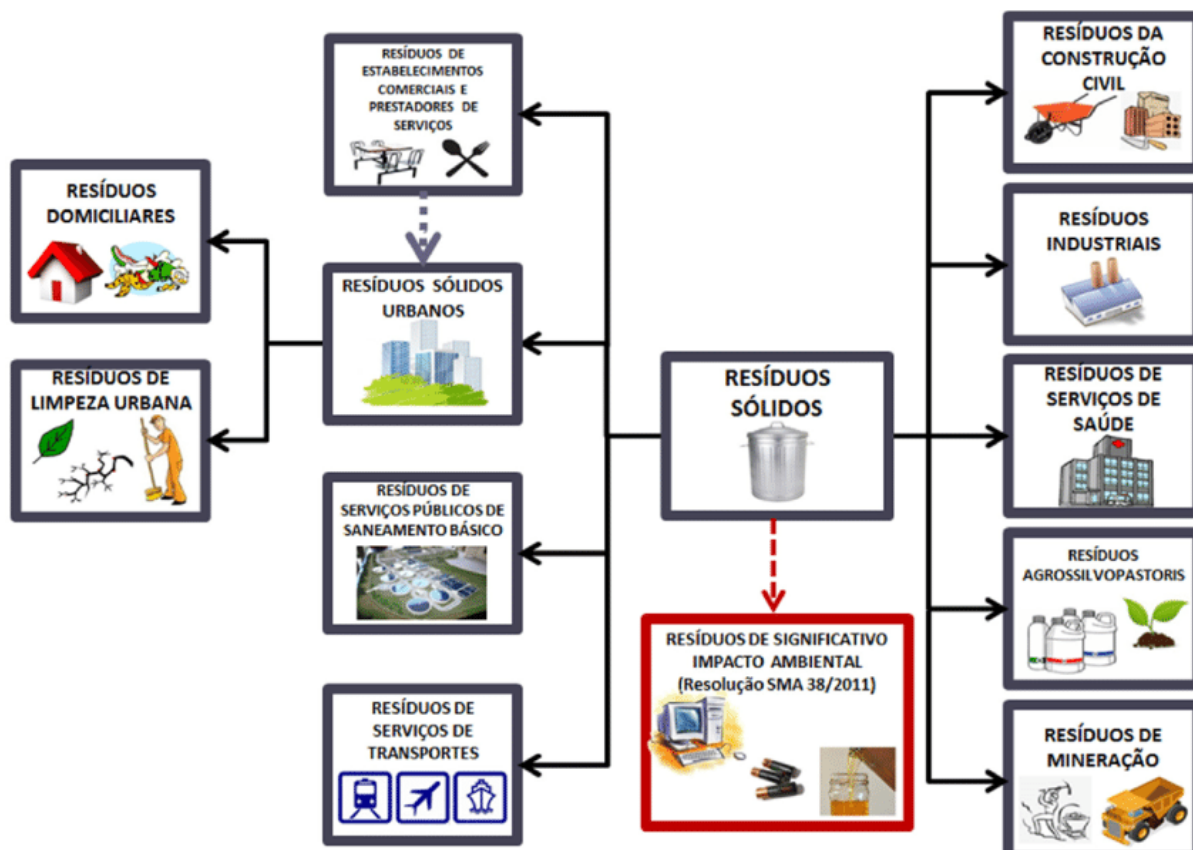 RESÍDUOS DE
ESTABELECIMENTOS
COMERCIAIS E
PRESTADORES DE
SERVIÇOS
RESÍDUOS
DOMICILIARES
RESÍDUOS SÓLIDOS
URBANOS
RESÍDUOS DE
LIMPEZA URBANA
RESÍDUOS DE
SERVIÇOS PÚBLICOS DE
SANEAMENTO BÁSICO
RESÍDUOS DE
SERVIÇOS DE
TRANSPORTES
RESÍDUOS
SÓLIDOS
RESÍDUOS DE SIGNIFICATIVO
IMPACTO AMBIENTAL
(Resolução SMA 38/2011)
RESÍDUOS DA
CONSTRUÇÃO
CIVIL
RESÍDUOS
INDUSTRIAIS
RESÍDUOS DE
SERVIÇOS DE
SAÚDE
RESÍDUOS
AGROSSILVOPASTORIS
RESÍDUOS DE
MINERAÇÃO